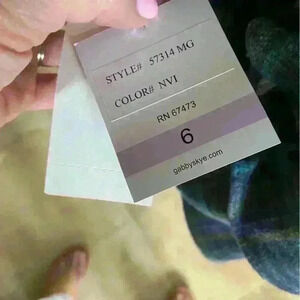 STYLE# 57314 MG
COLOR# NVI
RN 67473
6
gabbyskye.com